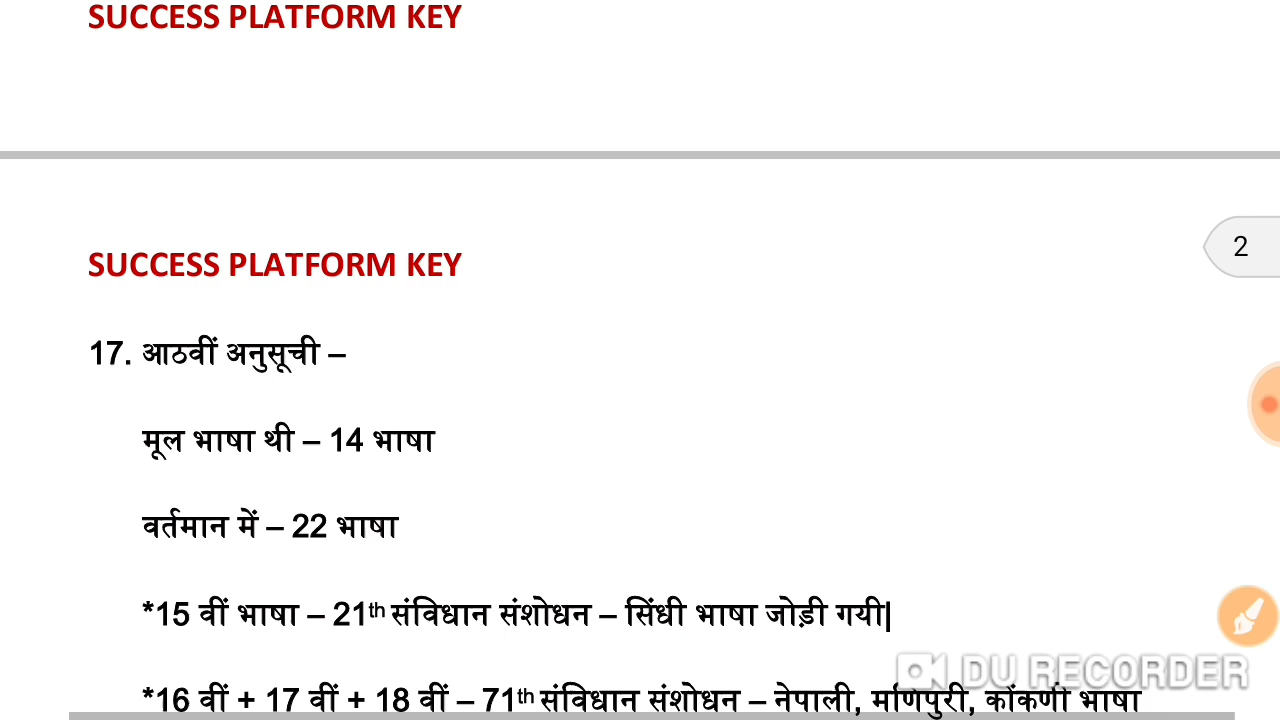 SUCCESS PLATFORM KEY
SUCCESS PLATFORM KEY
2
17. आठवीं अनुसूची –
मूल भाषा थी – 14 भाषा
वर्तमान में – 22 भाषा
*15 वीं भाषा – 21th संविधान संशोधन – सिंधी भाषा जोड़ी गयी|
*16 वीं + 17 वीं + 18 वीं – 71th संविधान संशोधन – नेपाली, मणिपुरी, कोंकणी भाषा
DU RECORDER